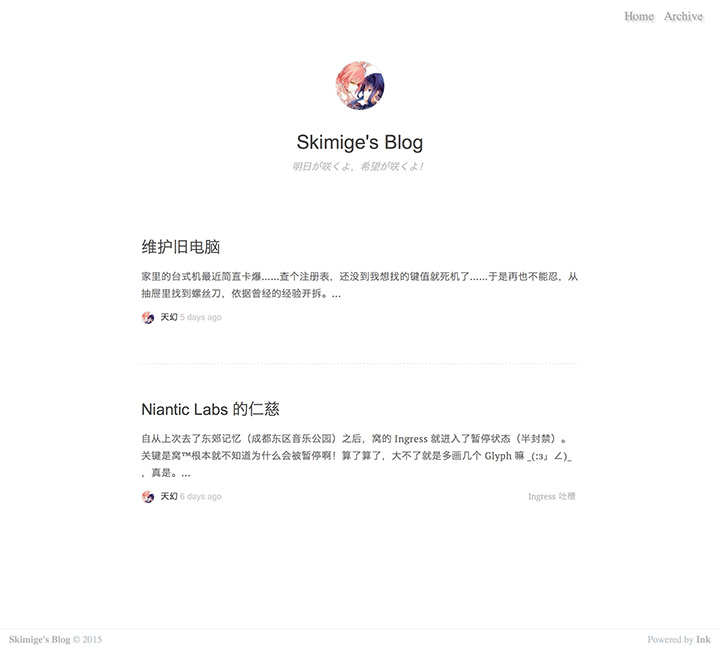 Home Archive
Skimige's Blog
明日が咲くよ，希望が咲くよ！
维护旧电脑
家里的台式机最近简直卡爆……查个注册表，还没到我想找的键值就死机了……于是再也不能忍，从
抽屉里找到螺丝刀，依据曾经的经验开拆。...
天幻 5 days ago
Niantic Labs 的仁慈
自从上次去了东郊记忆（成都东区音乐公园）之后，窝的 Ingress 就进入了暂停状态（半封禁）。
关键是窝™根本就不知道为什么会被暂停啊！算了算了，大不了就是多画几个 Glyph 嘛 _(:з」∠)_
，真是。...
天幻 6 days ago Ingress 吐槽
Skimige's Blog © 2015 Powered by Ink